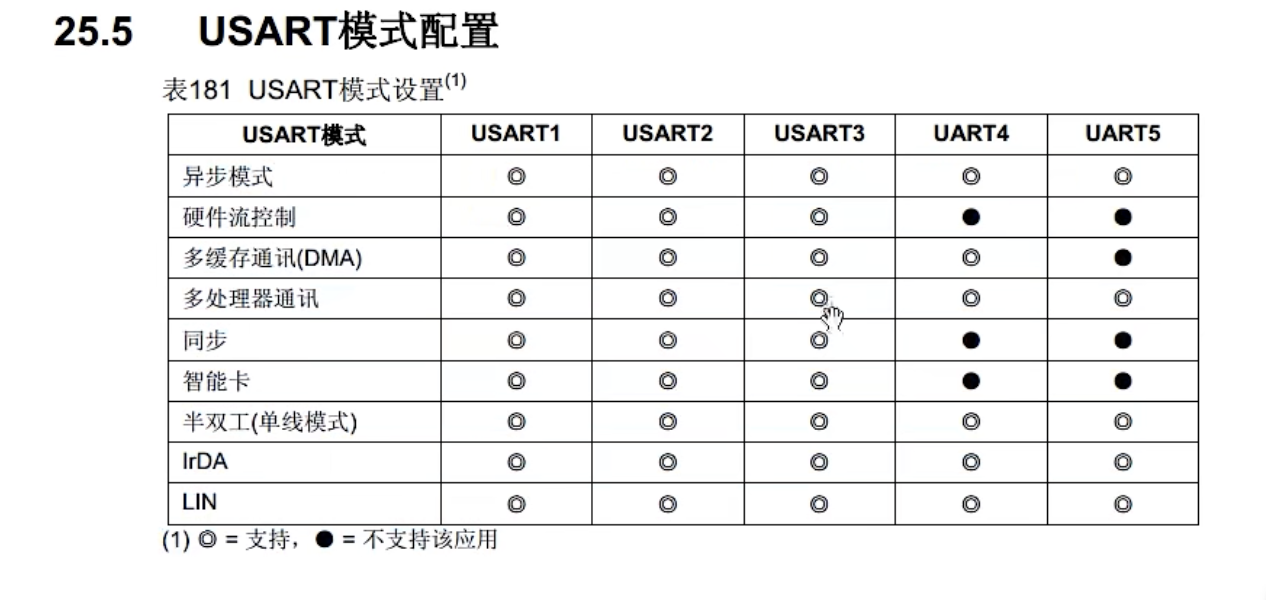 25.5 USART模式配置
表181 USART模式设置(1)
USART模式 USART1 USART2 USART3 UART4 UART5
异步模式 ◎ ◎ ◎ ◎ ◎
硬件流控制 ◎ ◎ ◎ ● ●
多缓存通讯(DMA) ◎ ◎ ◎ ◎ ●
多处理器通讯 ◎ ◎ ◎ ◎ ◎
同步 ◎ ◎ ◎ ● ●
智能卡 ◎ ◎ ◎ ● ●
半双工(单线模式) ◎ ◎ ◎ ◎ ◎
IrDA ◎ ◎ ◎ ◎ ◎
LIN ◎ ◎ ◎ ◎ ◎
(1) ◎ = 支持，● = 不支持该应用